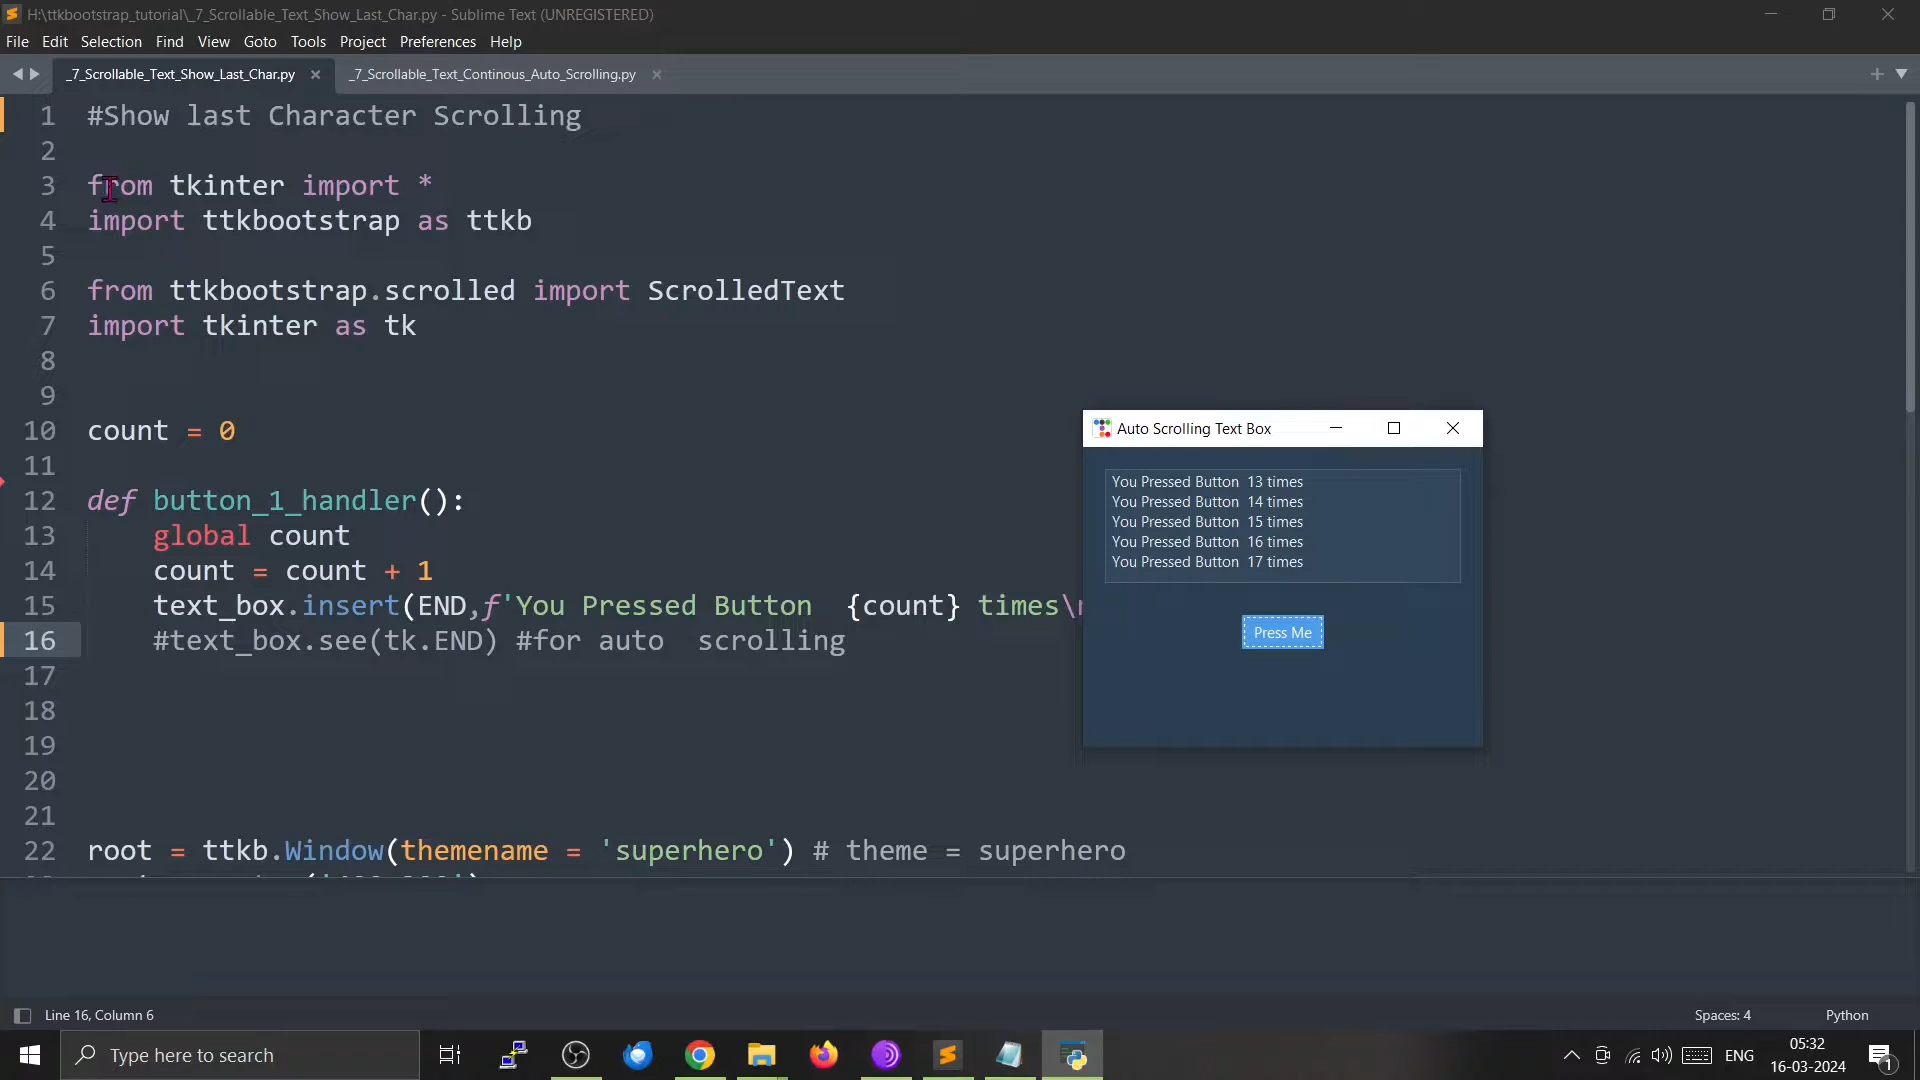 H:\ttkbootstrap_tutorial\_7_Scrollable_Text_Show_Last_Char.py - Sublime Text (UNREGISTERED)
File Edit Selection Find View Goto Tools Project Preferences Help
_7_Scrollable_Text_Show_Last_Char.py _7_Scrollable_Text_Continous_Auto_Scrolling.py
1 #Show last Character Scrolling
2
3 from tkinter import *
4 import ttkbootstrap as ttkb
5
6 from ttkbootstrap.scrolled import ScrolledText
7 import tkinter as tk
8
9
10 count = 0
11
12 def button_1_handler():
13 global count
14 count = count + 1
15 text_box.insert(END,f'You Pressed Button  {count} times\
16 #text_box.see(tk.END) #for auto  scrolling
17
18
19
20
21
22 root = ttkb.Window(themename = 'superhero') # theme = superhero
Auto Scrolling Text Box
You Pressed Button  13 times
You Pressed Button  14 times
You Pressed Button  15 times
You Pressed Button  16 times
You Pressed Button  17 times
Press Me
Line 16, Column 6 Spaces: 4 Python
Type here to search
ENG
05:32
16-03-2024
1